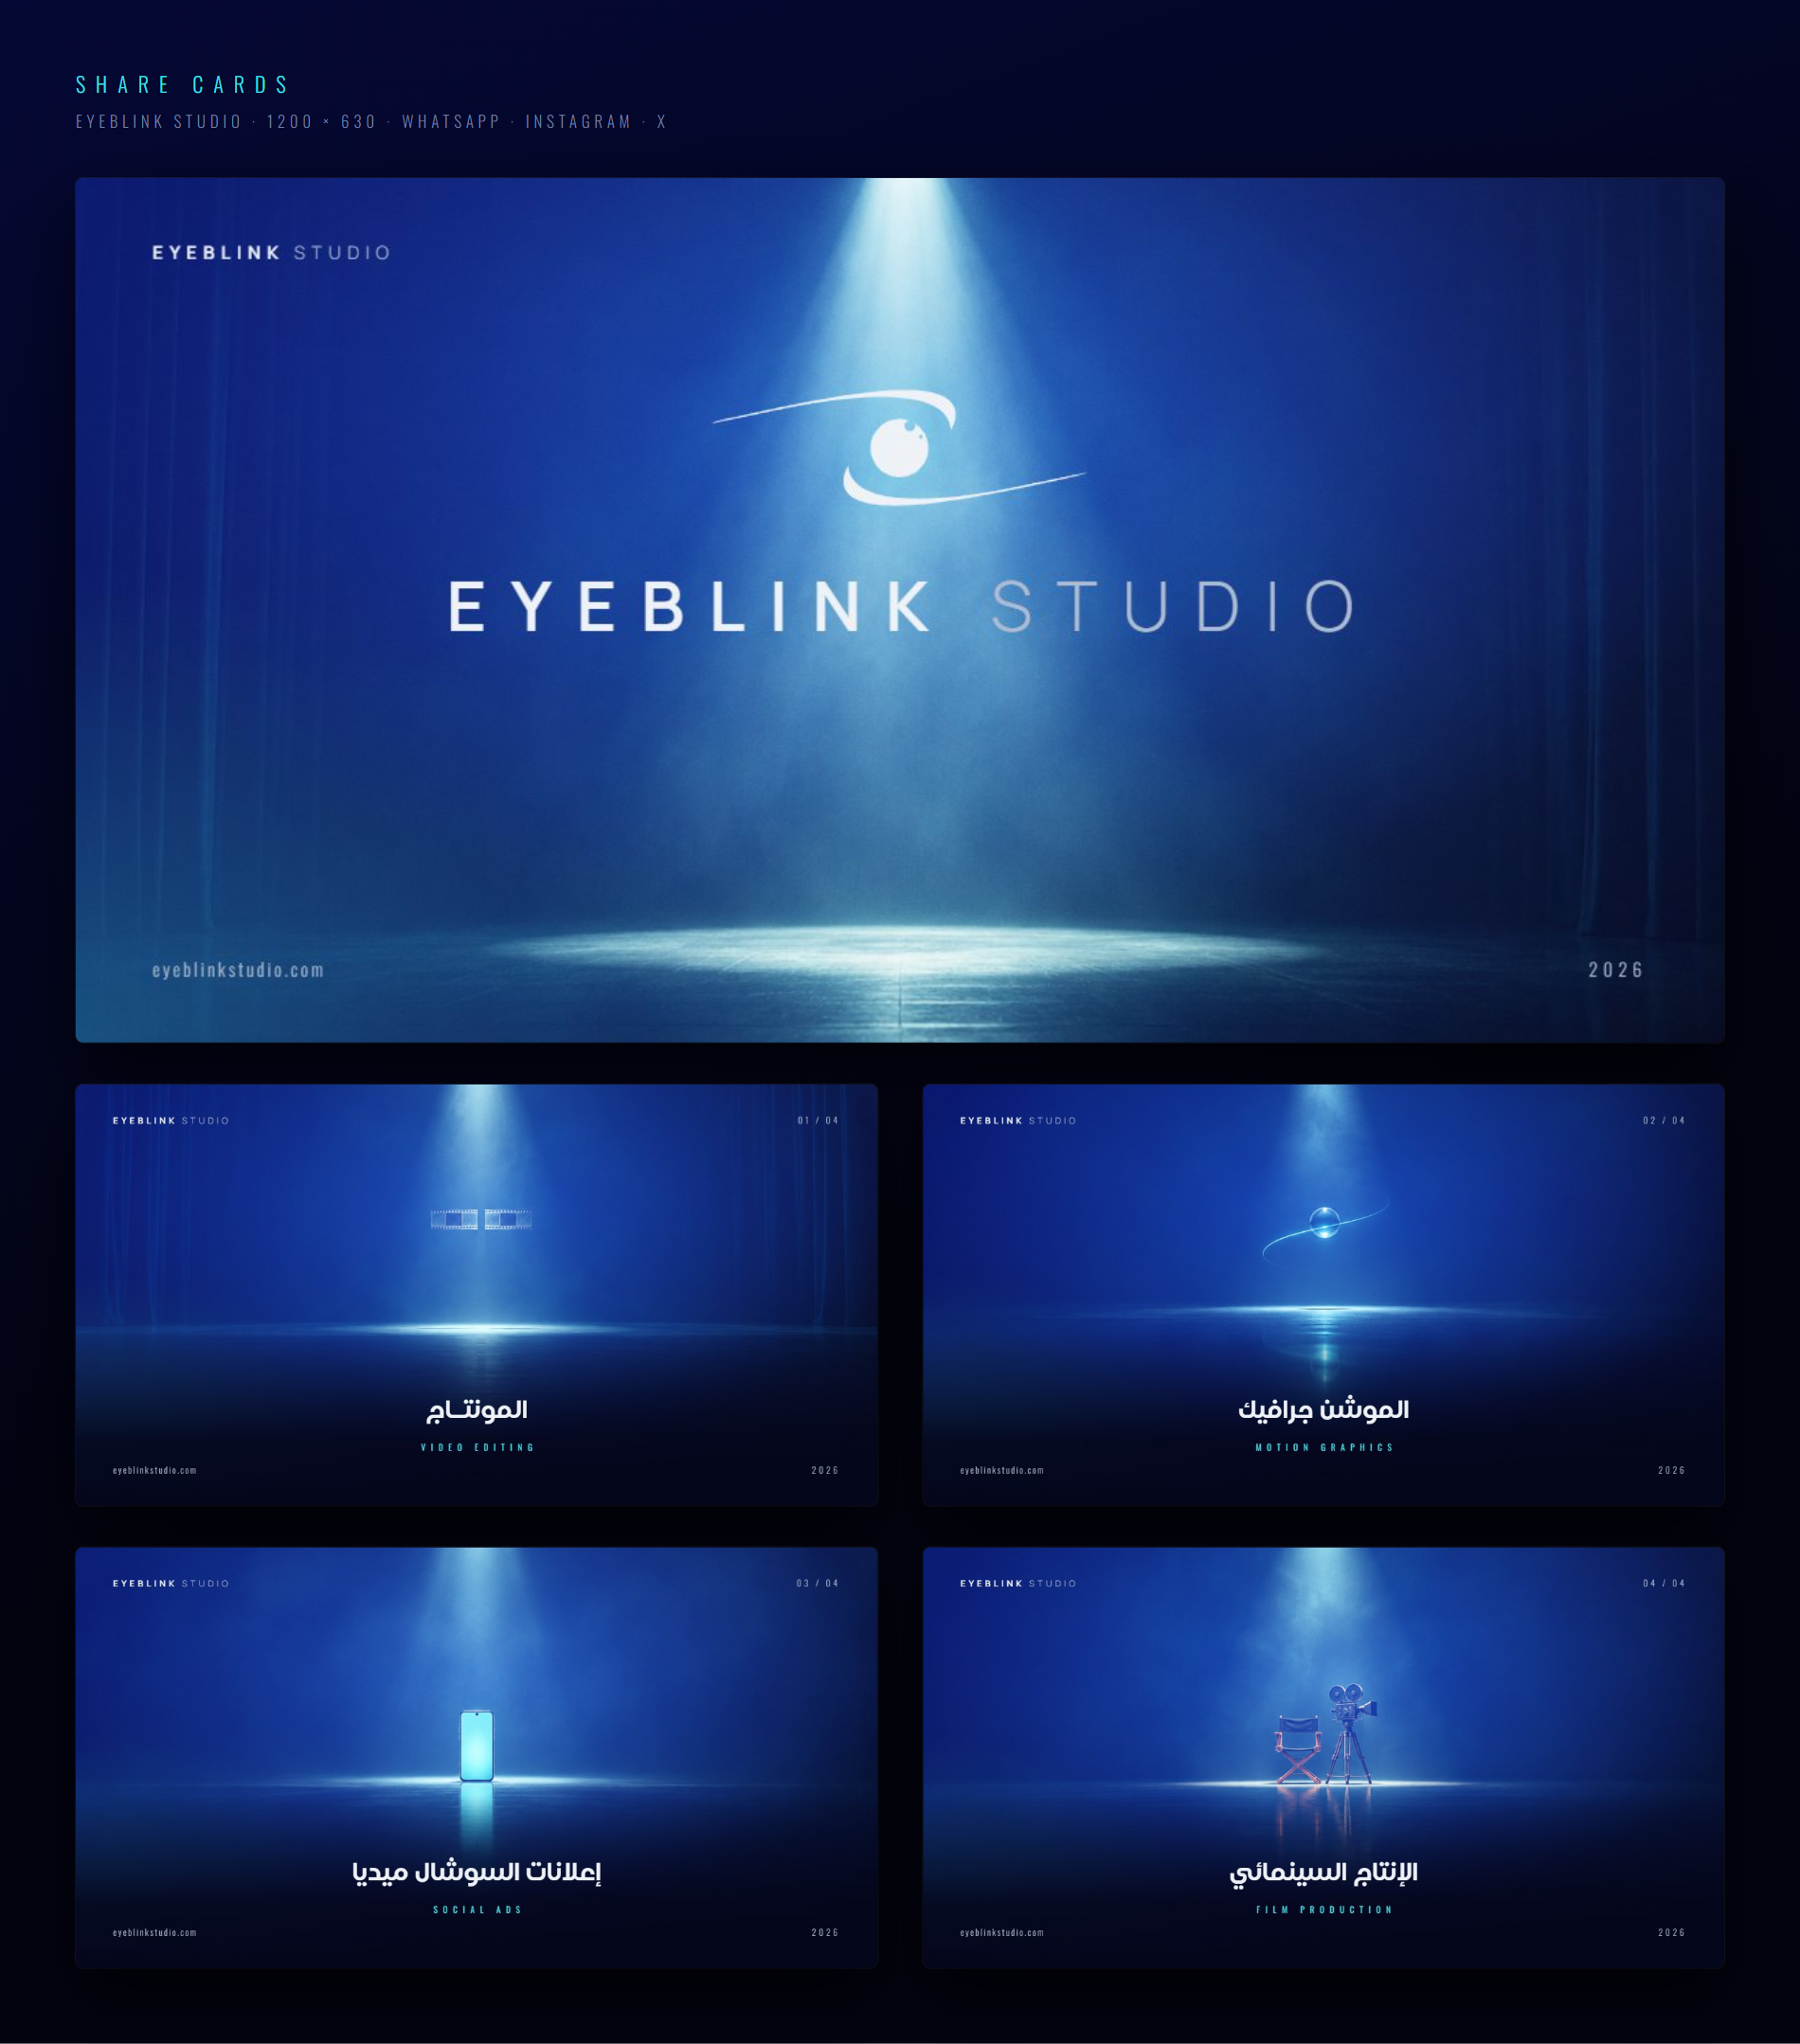 SHARE CARDS
EYEBLINK STUDIO · 1200 × 630 · WHATSAPP · INSTAGRAM · X
EYEBLINK STUDIO
EYEBLINK STUDIO
eyeblinkstudio.com
2026
EYEBLINK STUDIO
01 / 04
المونتـاج
VIDEO EDITING
eyeblinkstudio.com
2026
EYEBLINK STUDIO
02 / 04
الموشن جرافيك
MOTION GRAPHICS
eyeblinkstudio.com
2026
EYEBLINK STUDIO
03 / 04
إعلانات السوشال ميديا
SOCIAL ADS
eyeblinkstudio.com
2026
EYEBLINK STUDIO
04 / 04
الإنتاج السينمائي
FILM PRODUCTION
eyeblinkstudio.com
2026